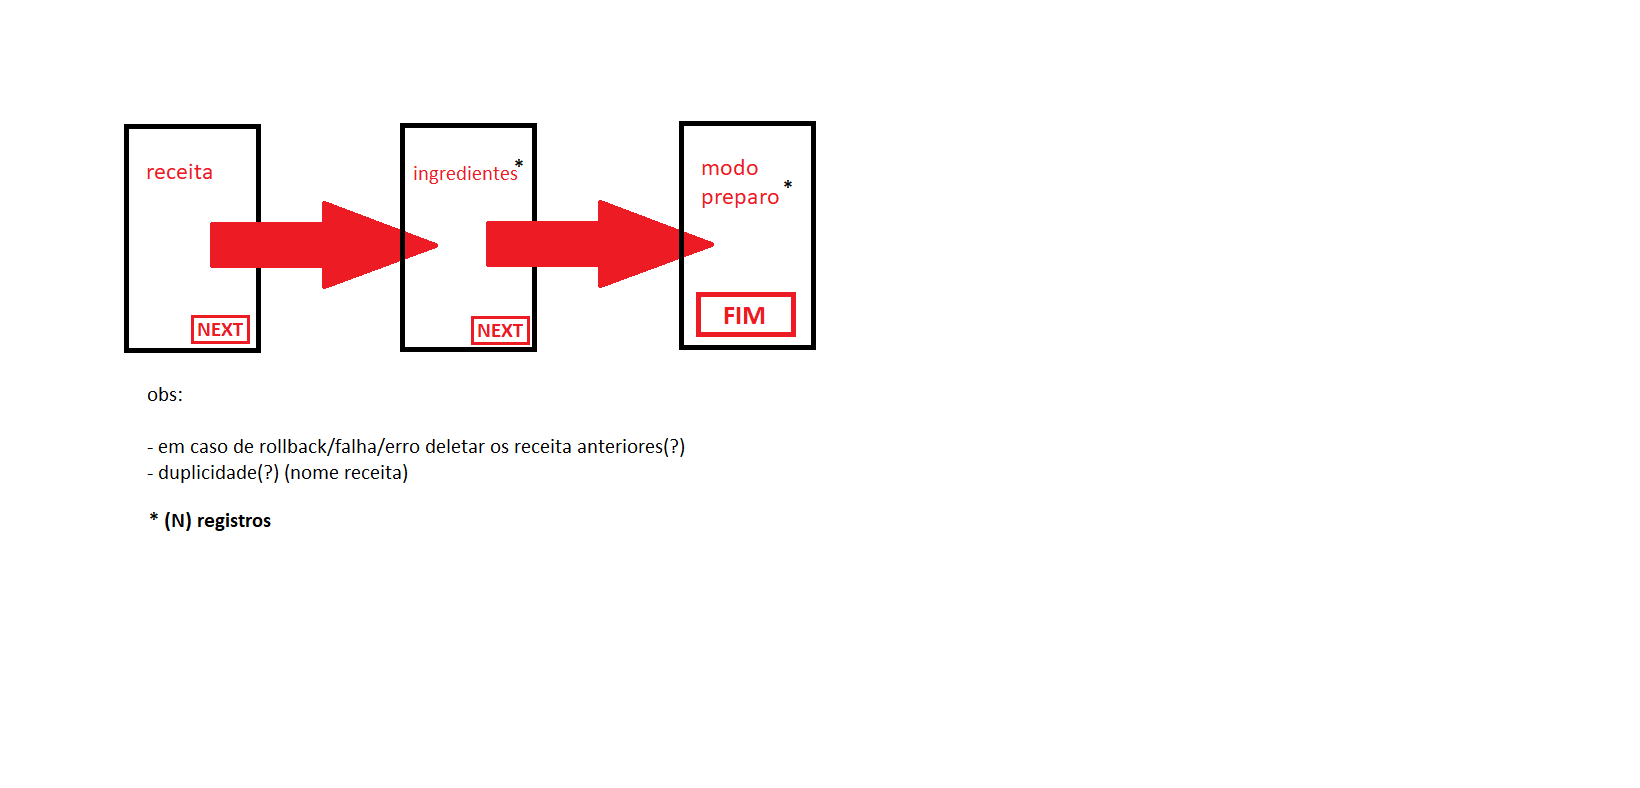 receita
ingredientes*
modo
preparo *
NEXT
NEXT
FIM
obs:
- em caso de rollback/falha/erro deletar os receita anteriores(?)
- duplicidade(?) (nome receita)
* (N) registros